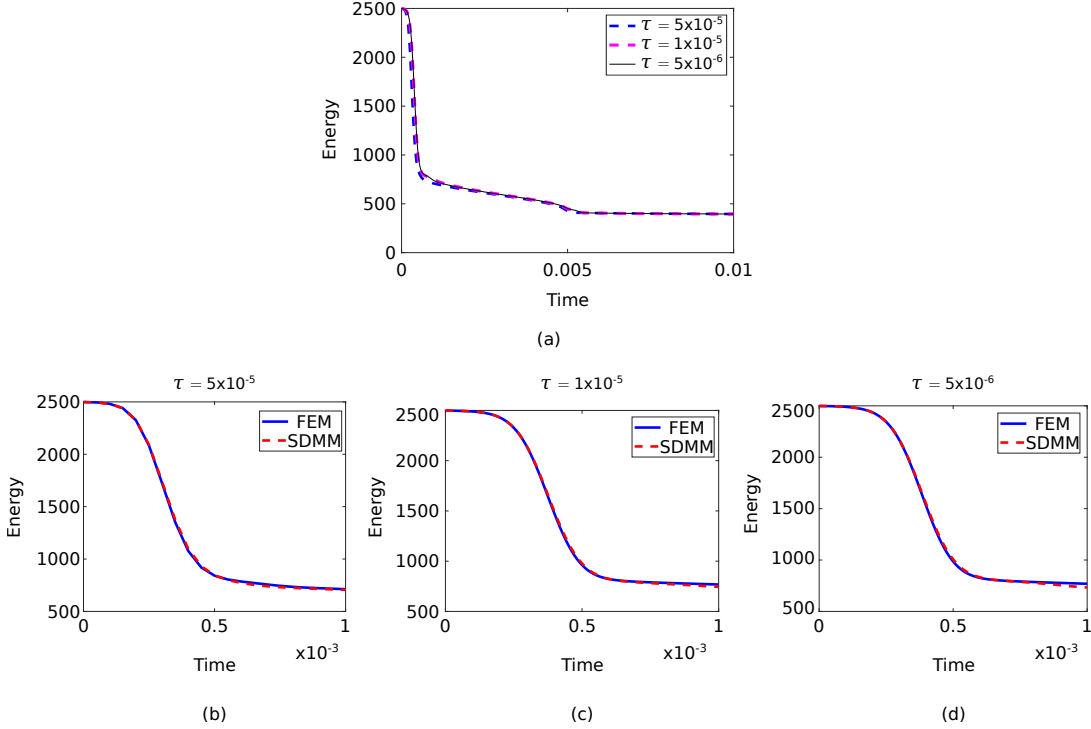 2500
2000
1500
1000
500
0
Energy
τ = 5x10⁻⁵
τ = 1x10⁻⁵
τ = 5x10⁻⁶
0
0.005
0.01
Time
(a)
τ = 5x10⁻⁵
2500
2000
1500
1000
500
Energy
FEM
SDMM
0
0.5
1
x10⁻³
Time
(b)
τ = 1x10⁻⁵
2500
2000
1500
1000
500
Energy
FEM
SDMM
0
0.5
1
x10⁻³
Time
(c)
τ = 5x10⁻⁶
2500
2000
1500
1000
500
Energy
FEM
SDMM
0
0.5
1
x10⁻³
Time
(d)